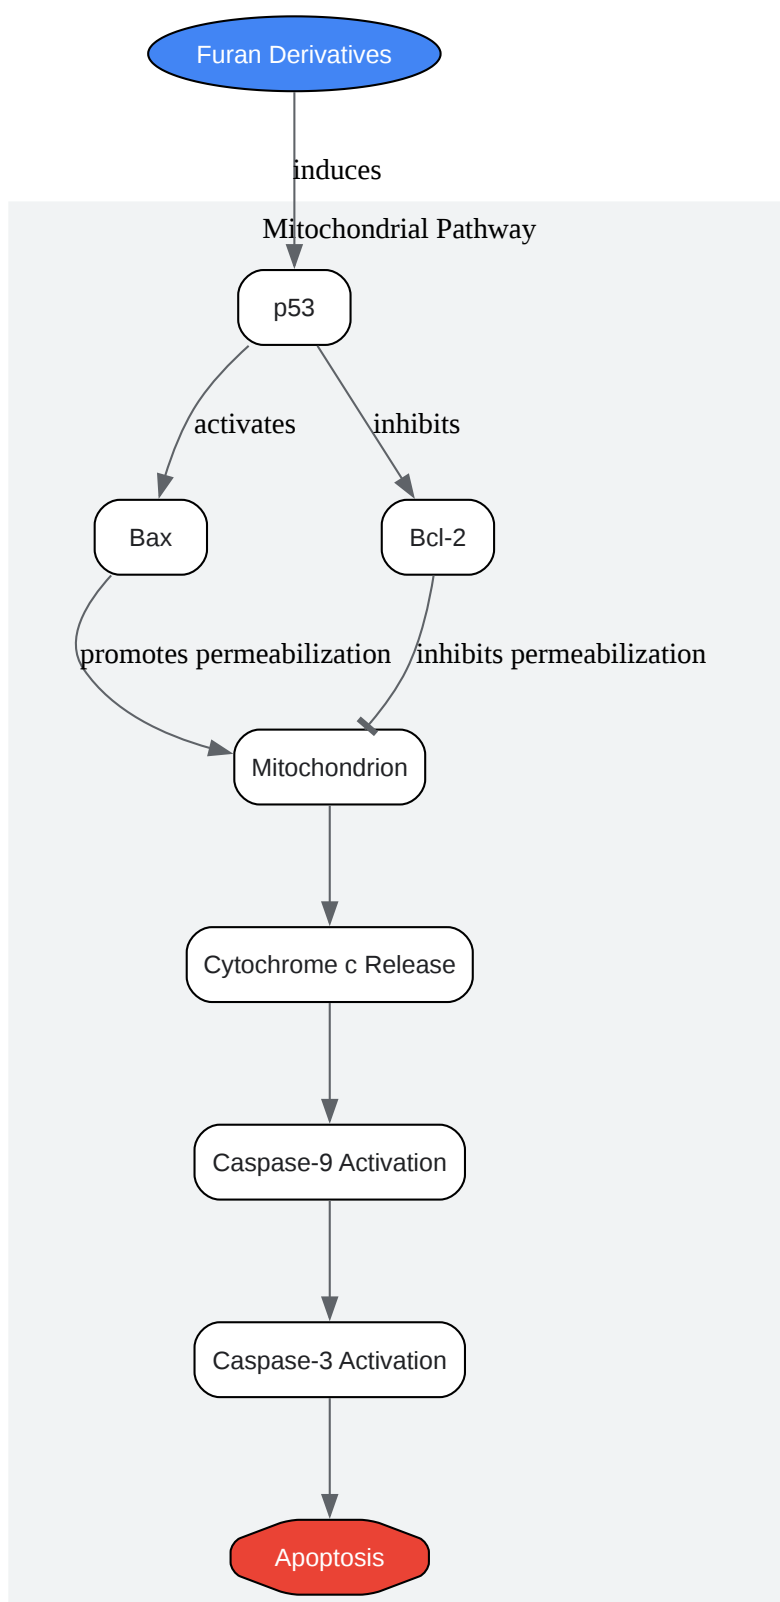 Furan Derivatives
induces
Mitochondrial Pathway
p53
activates
inhibits
Bax
Bcl-2
promotes permeabilization
inhibits permeabilization
Mitochondrion
Cytochrome c Release
Caspase-9 Activation
Caspase-3 Activation
Apoptosis